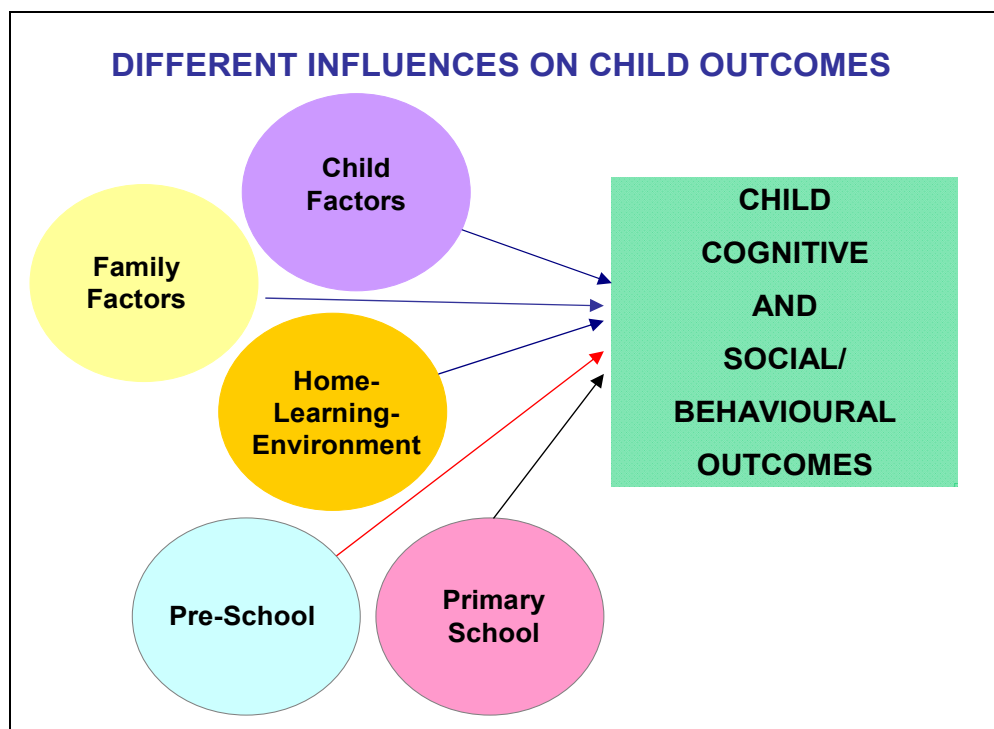 DIFFERENT INFLUENCES ON CHILD OUTCOMES
Child
Factors
Family
Factors
Home-
Learning-
Environment
Pre-School
Primary
School
CHILD
COGNITIVE
AND
SOCIAL/
BEHAVIOURAL
OUTCOMES